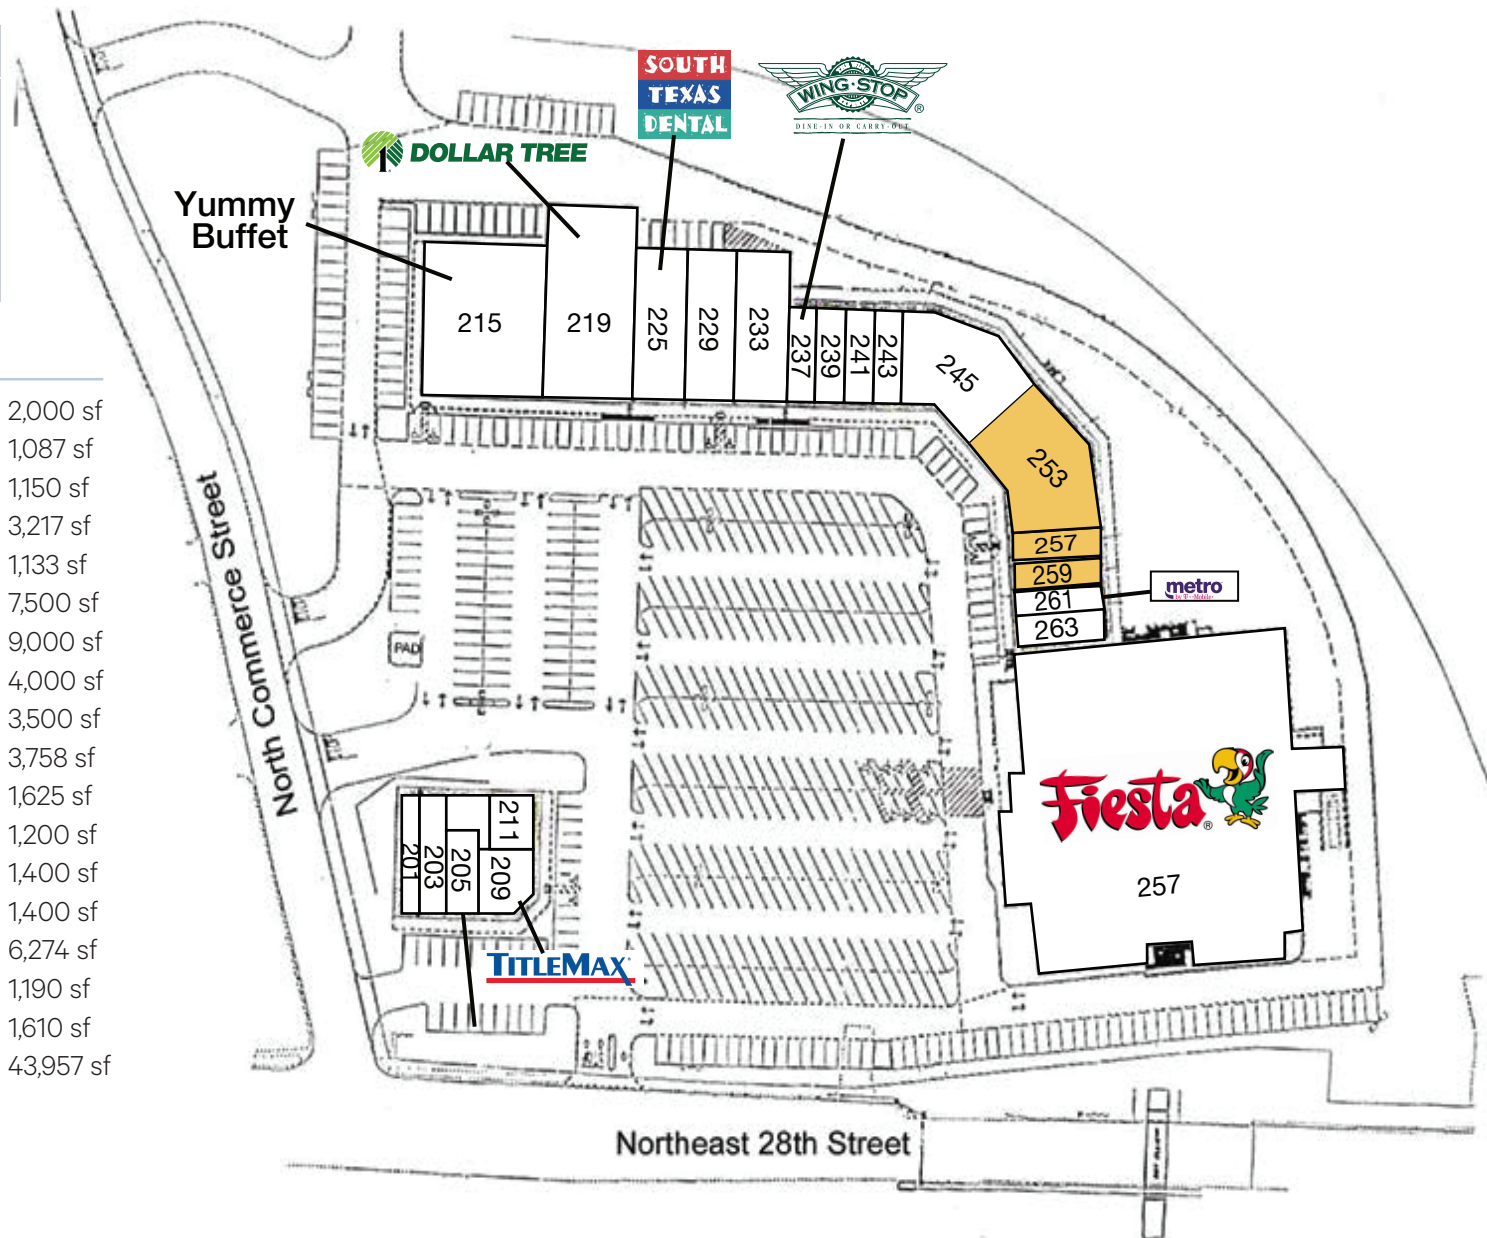 SOUTH
TEXAS
DENTAL
WING·STOP
®
DINE-IN OR CARRY-OUT
DOLLAR TREE
Yummy
Buffet
215
219
225
229
233
237
239
241
243
245
253
257
259
261
263
metro
by T-Mobile
2,000 sf
1,087 sf
1,150 sf
3,217 sf
1,133 sf
7,500 sf
9,000 sf
4,000 sf
3,500 sf
3,758 sf
1,625 sf
1,200 sf
1,400 sf
1,400 sf
6,274 sf
1,190 sf
1,610 sf
43,957 sf
North Commerce Street
PAD
Fiesta®
257
201
203
205
209
211
TITLEMAX
Northeast 28th Street